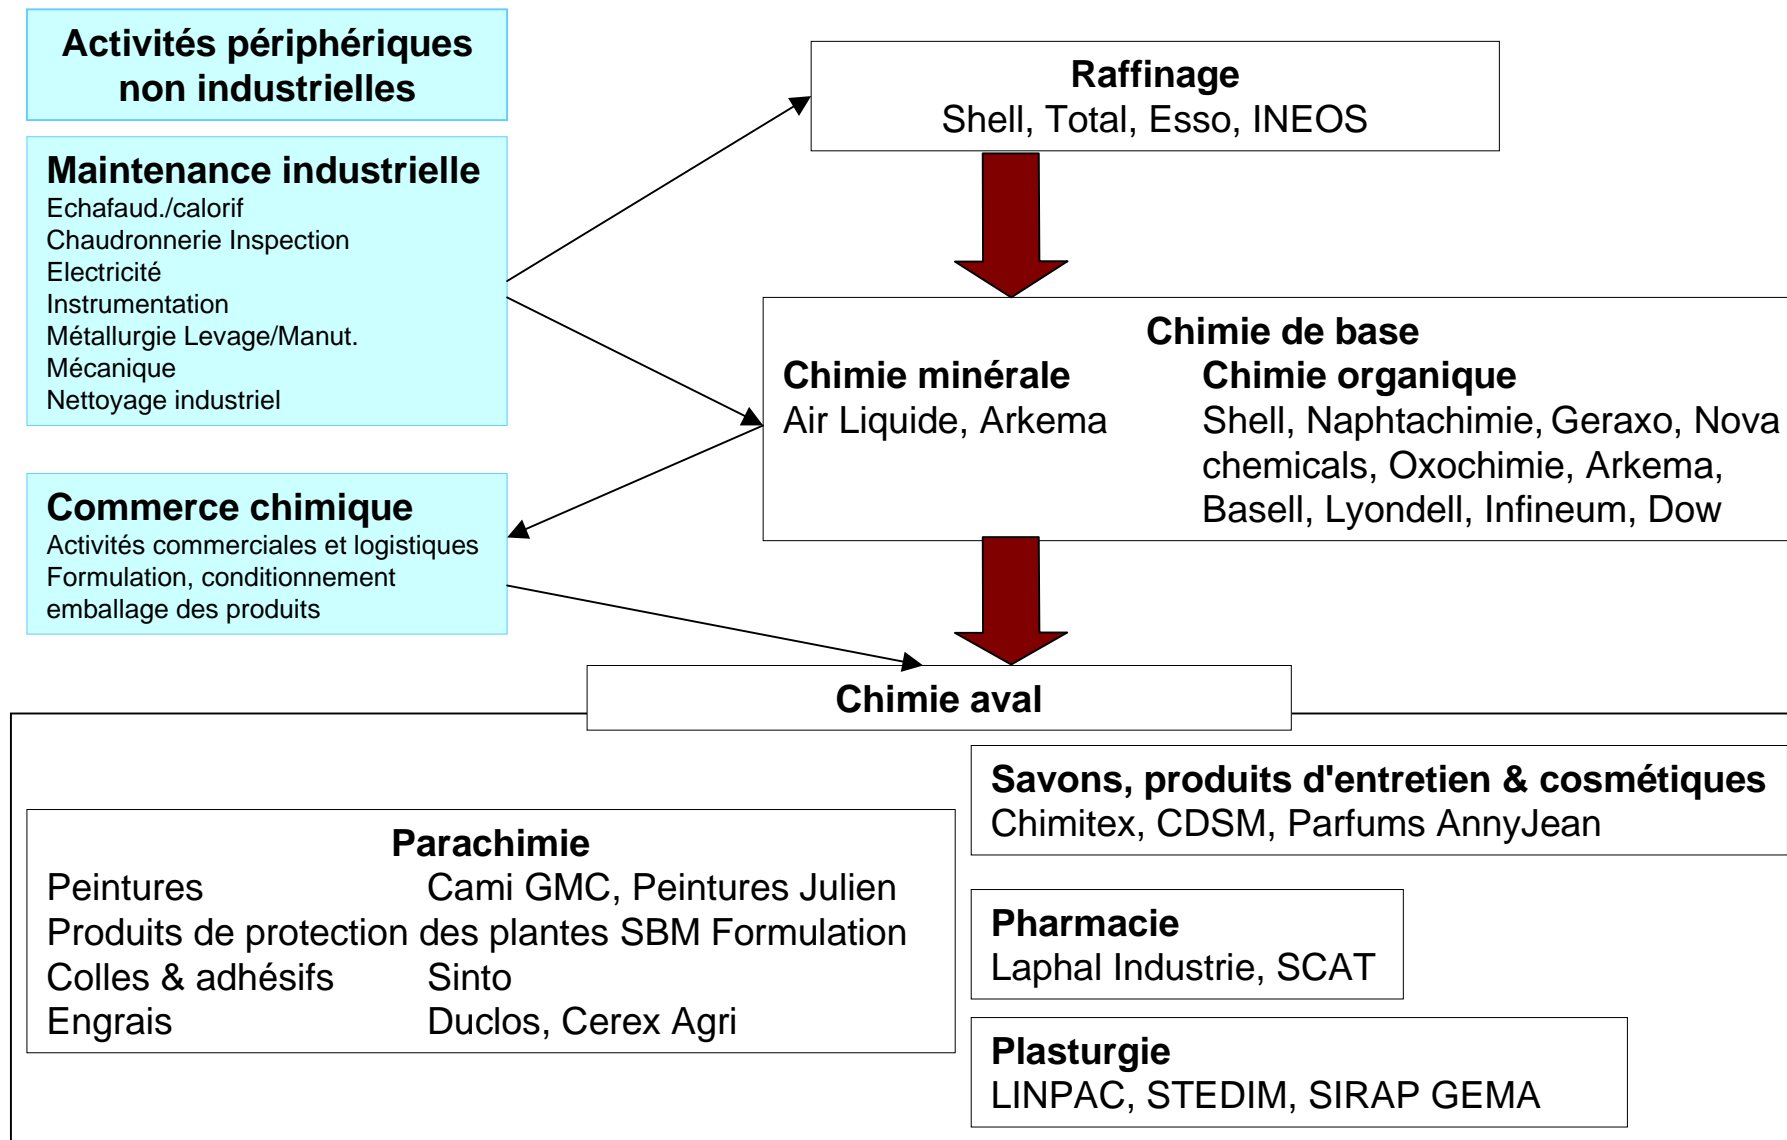 Activités périphériques
non industrielles
Maintenance industrielle
Echafaud./calorif
Chaudronnerie Inspection
Electricité
Instrumentation
Métallurgie Levage/Manut.
Mécanique
Nettoyage industriel
Commerce chimique
Activités commerciales et logistiques
Formulation, conditionnement
emballage des produits
Raffinage
Shell, Total, Esso, INEOS
Chimie de base
Chimie minérale
Air Liquide, Arkema
Chimie organique
Shell, Naphtachimie, Geraxo, Nova
chemicals, Oxochimie, Arkema,
Basell, Lyondell, Infineum, Dow
Chimie aval
Parachimie
Peintures Cami GMC, Peintures Julien
Produits de protection des plantes SBM Formulation
Colles & adhésifs Sinto
Engrais Duclos, Cerex Agri
Savons, produits d'entretien & cosmétiques
Chimitex, CDSM, Parfums AnnyJean
Pharmacie
Laphal Industrie, SCAT
Plasturgie
LINPAC, STEDIM, SIRAP GEMA